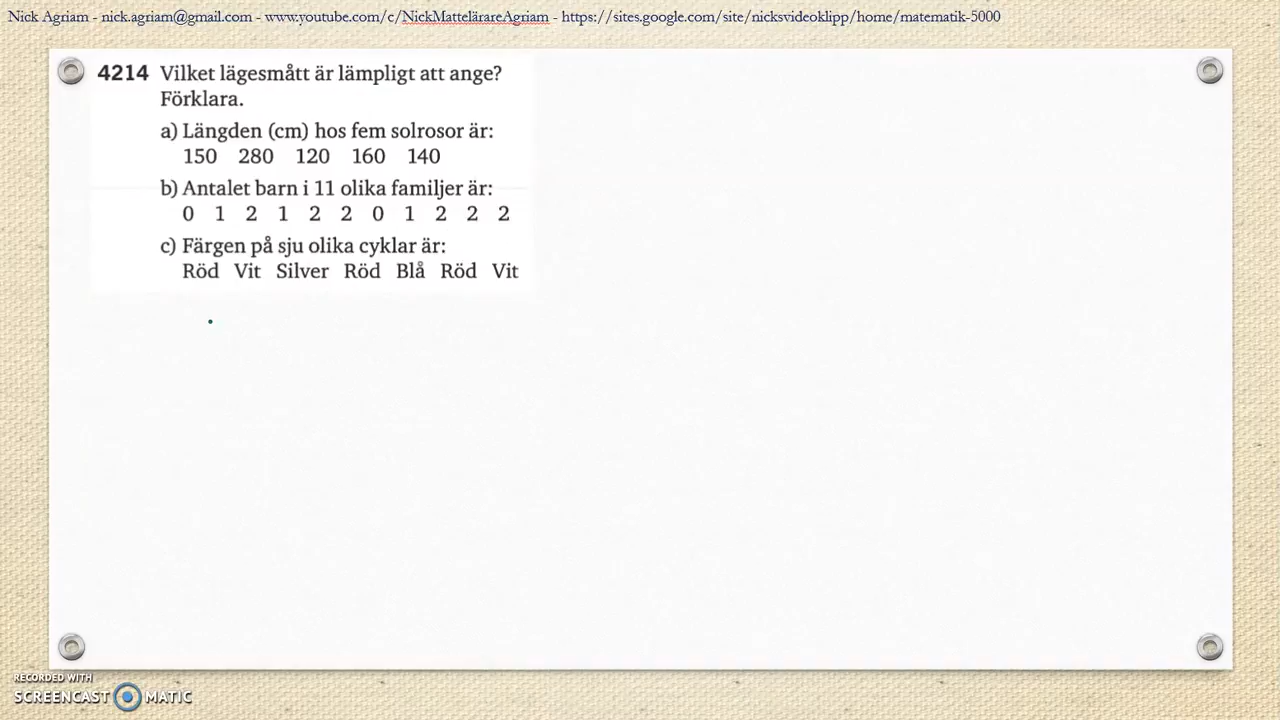 Nick Agriam - nick.agriam@gmail.com - www.youtube.com/c/NickMattelärareAgriam - https://sites.google.com/site/nicksvideoklipp/home/matematik-5000
4214 Vilket lägesmått är lämpligt att ange?
Förklara.
a) Längden (cm) hos fem solrosor är:
150 280 120 160 140
b) Antalet barn i 11 olika familjer är:
0 1 2 1 2 2 0 1 2 2 2
c) Färgen på sju olika cyklar är:
Röd Vit Silver Röd Blå Röd Vit
RECORDED WITH
SCREENCAST MATIC